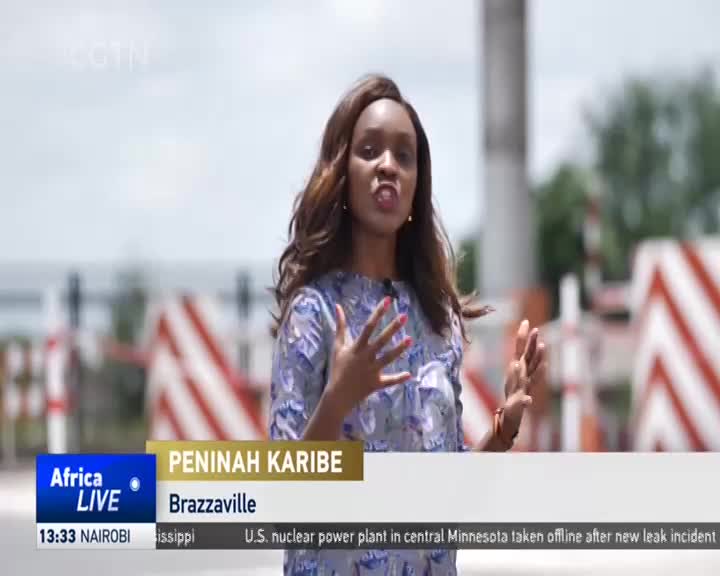 CGTN
PENINAH KARIBE
Africa
LIVE
Brazzaville
13:33 NAIROBI
ssippi U.S. nuclear power plant in central Minnesota taken offline after new leak incident